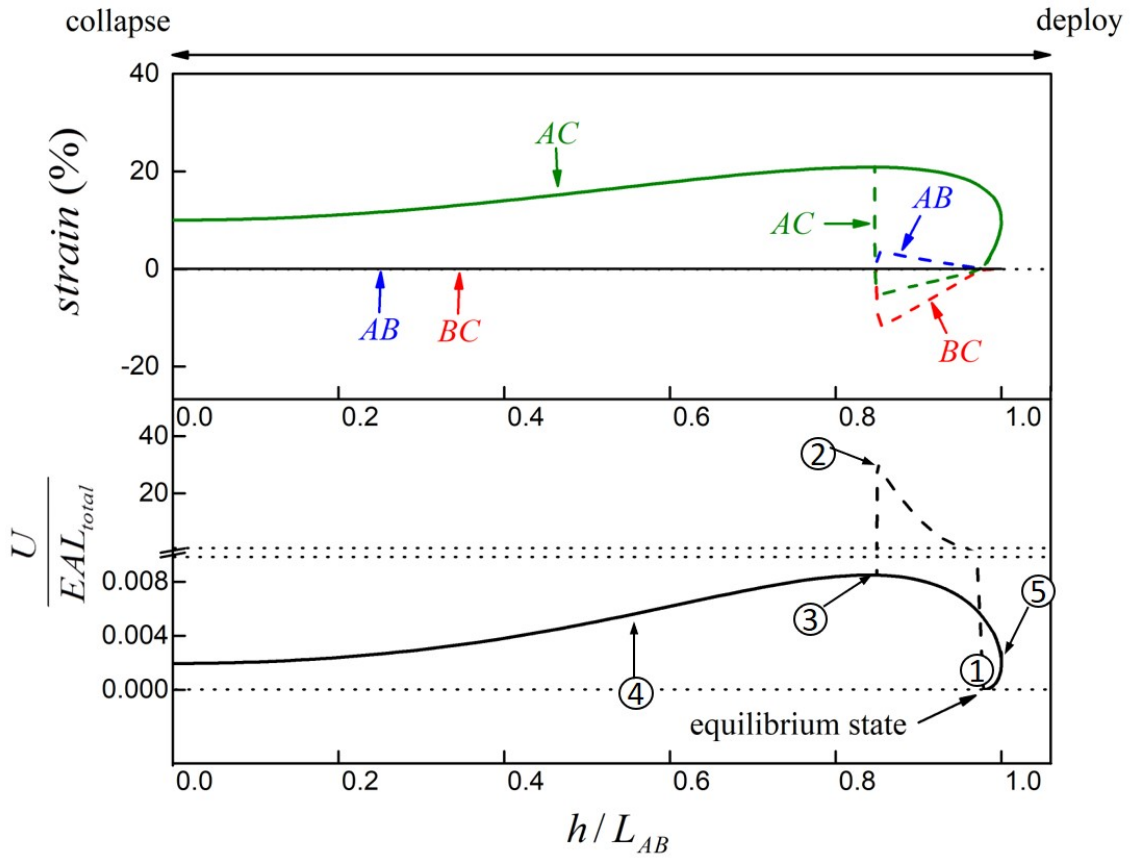 collapse deploy
40
20
0
-20
strain (%)
AC
AC
AB
AB
BC
BC
0.0 0.2 0.4 0.6 0.8 1.0
40
20
0.008
0.004
0.000
U
EAL_total
②
③
④
①
⑤
equilibrium state
0.0 0.2 0.4 0.6 0.8 1.0
h / L_AB